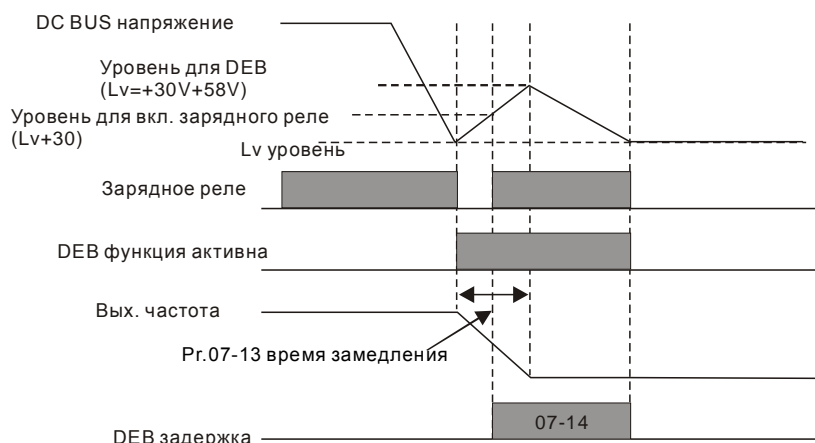 DC BUS напряжение
Уровень для DEB
(Lv=+30V+58V)
Уровень для вкл. зарядного реле
(Lv+30)
Lv уровень
Зарядное реле
DEB функция активна
Вых. частота
Pr.07-13 время замедления
07-14
DEB задержка